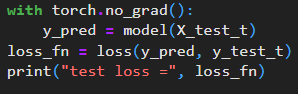 with torch.no_grad():
    y_pred = model(X_test_t)
loss_fn = loss(y_pred, y_test_t)
print("test loss =", loss_fn)